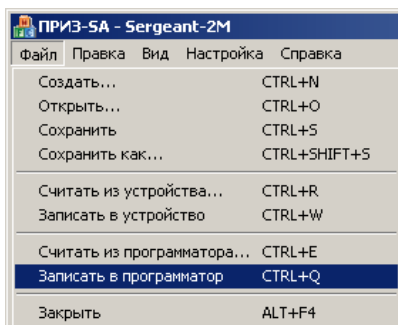 ПРИЗ-SA - Sergeant-2M
Файл Правка Вид Настройка Справка
Создать... CTRL+N
Открыть... CTRL+O
Сохранить CTRL+S
Сохранить как... CTRL+SHIFT+S
Считать из устройства... CTRL+R
Записать в устройство CTRL+W
Считать из программатора... CTRL+E
Записать в программатор CTRL+Q
Закрыть ALT+F4